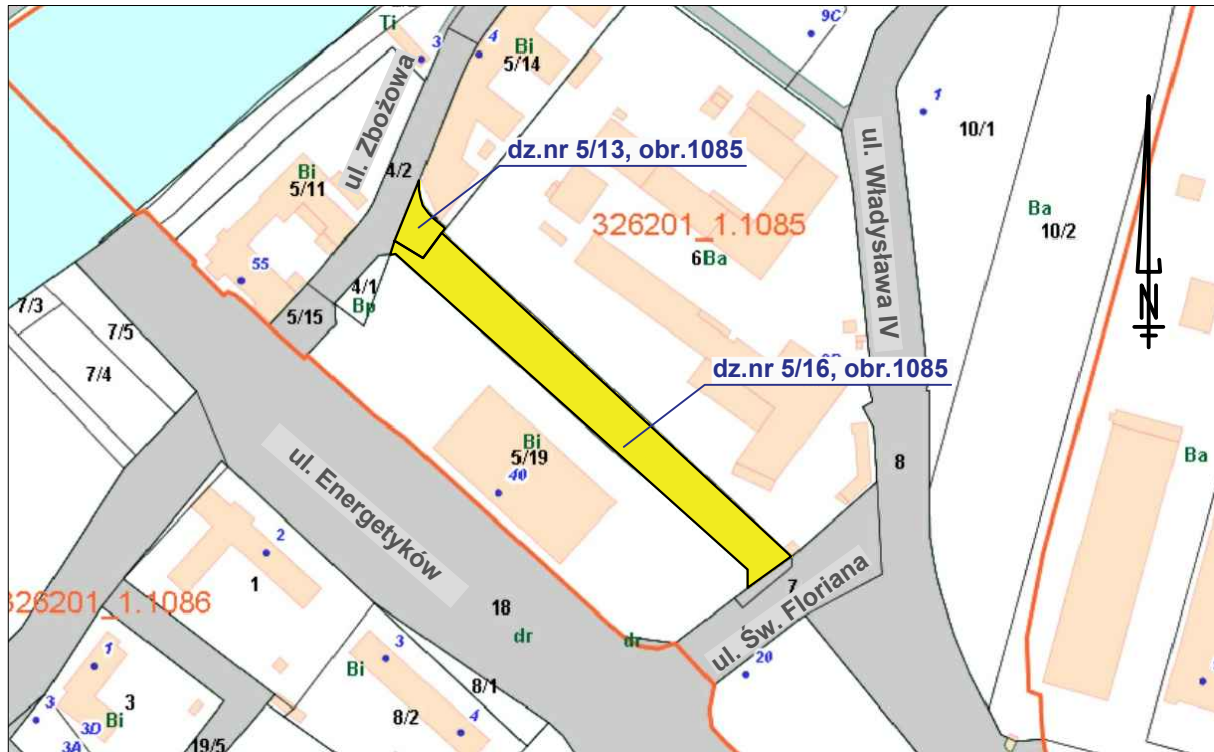 Ti
3
4
9C
Bi
5/14
1
ul. Zbożowa
10/1
ul. Władysława IV
dz.nr 5/13, obr.1085
4/2
Bi
5/11
326201_1.1085
Ba
10/2
6Ba
55
4/1
Bp
N
7/3
7/5
5/15
7/4
dz.nr 5/16, obr.1085
Bi
5/19
40
8
Ba
ul. Energetyków
2
1
7
ul. Św. Floriana
326201_1.1086
18
dr
dr
3
Bi
20
1
8/1
3
3
3D
Bi
8/2
4
3A
19/5